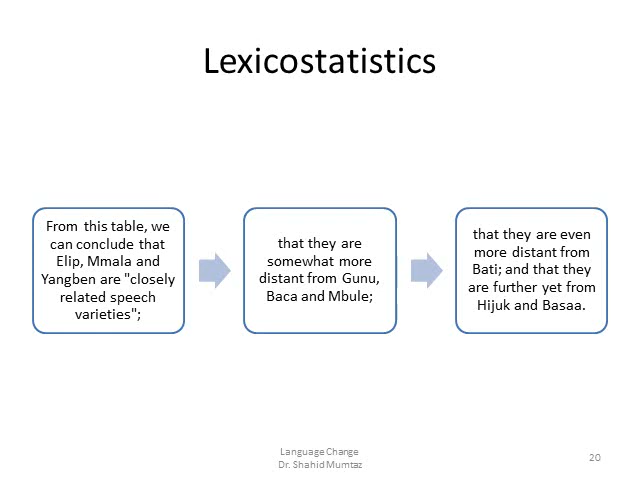 Lexicostatistics
From this table, we
can conclude that
Elip, Mmala and
Yangben are "closely
related speech
varieties";
that they are
somewhat more
distant from Gunu,
Baca and Mbule;
that they are even
more distant from
Bati; and that they
are further yet from
Hijuk and Basaa.
Language Change
Dr. Shahid Mumtaz
20